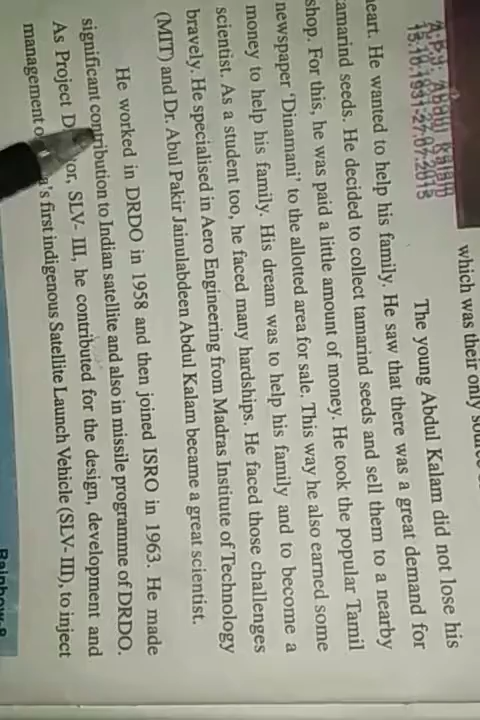 A.P.J. Abdul Kalam
15.10.1931-27.07.2015
which was their only source
The young Abdul Kalam did not lose his
heart. He wanted to help his family. He saw that there was a great demand for
tamarind seeds. He decided to collect tamarind seeds and sell them to a nearby
shop. For this, he was paid a little amount of money. He took the popular Tamil
newspaper ‘Dinamani’ to the allotted area for sale. This way he also earned some
money to help his family. His dream was to help his family and to become a
scientist. As a student too, he faced many hardships. He faced those challenges
bravely. He specialised in Aero Engineering from Madras Institute of Technology
(MIT) and Dr. Abul Pakir Jainulabdeen Abdul Kalam became a great scientist.
He worked in DRDO in 1958 and then joined ISRO in 1963. He made
significant contribution to Indian satellite and also in missile programme of DRDO.
As Project D or, SLV- III, he contributed for the design, development and
management o a's first indigenous Satellite Launch Vehicle (SLV- III), to inject
Rainbow-8